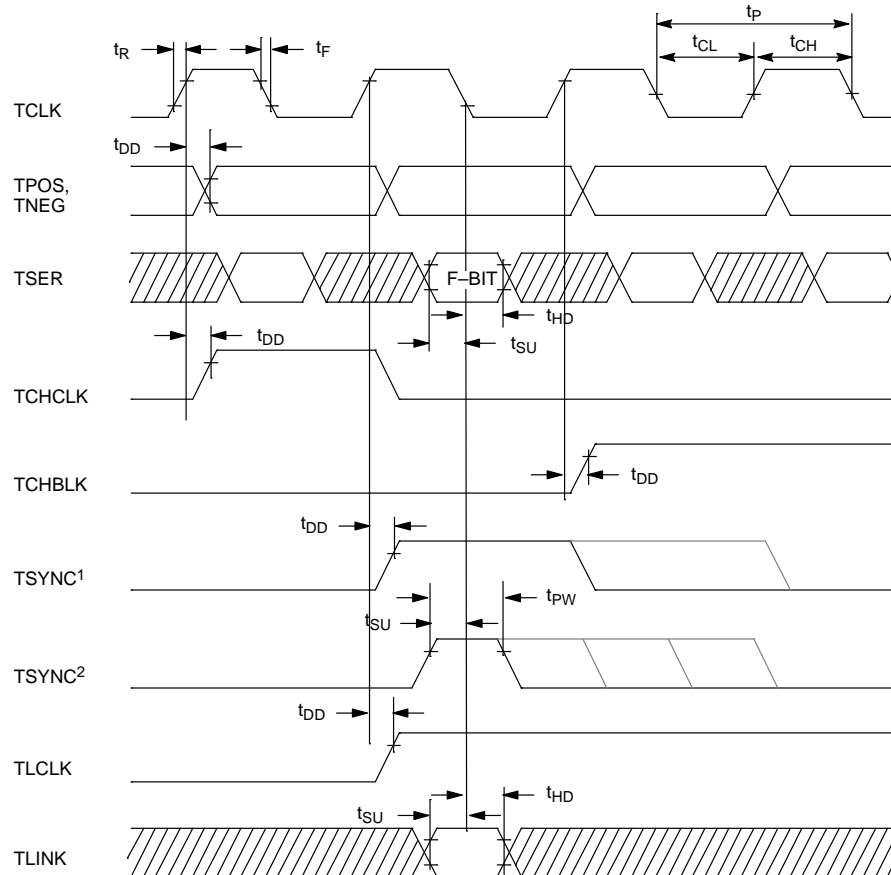 tR
tF
tP
tCL
tCH
TCLK
tDD
TPOS,
TNEG
TSER
F–BIT
tHD
tDD
tSU
TCHCLK
TCHBLK
tDD
tDD
TSYNC1
tPW
tSU
TSYNC2
tDD
TLCLK
tHD
tSU
TLINK